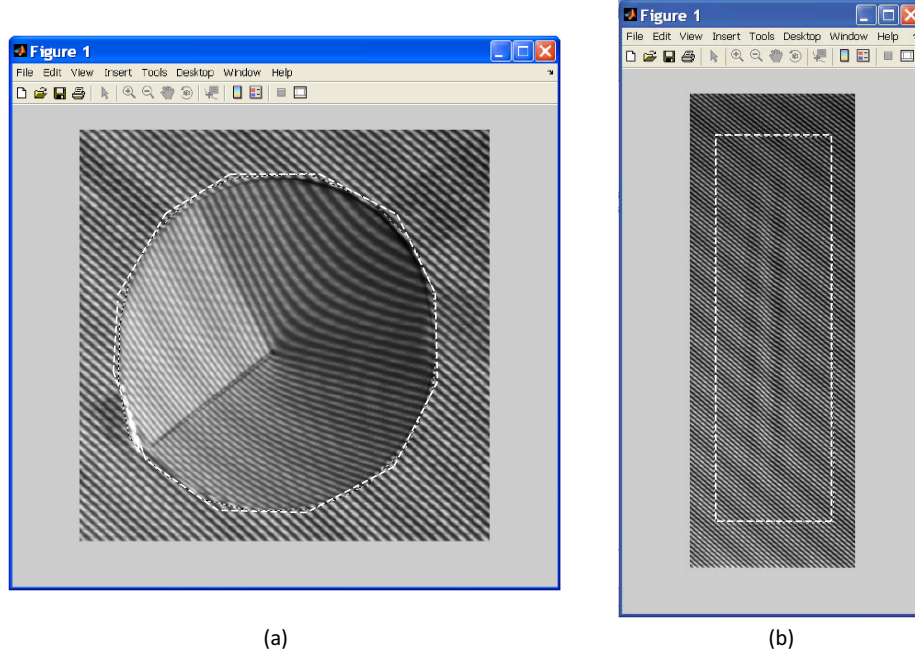 Figure 1
File Edit View Insert Tools Desktop Window Help
Figure 1
File Edit View Insert Tools Desktop Window Help
(a)
(b)